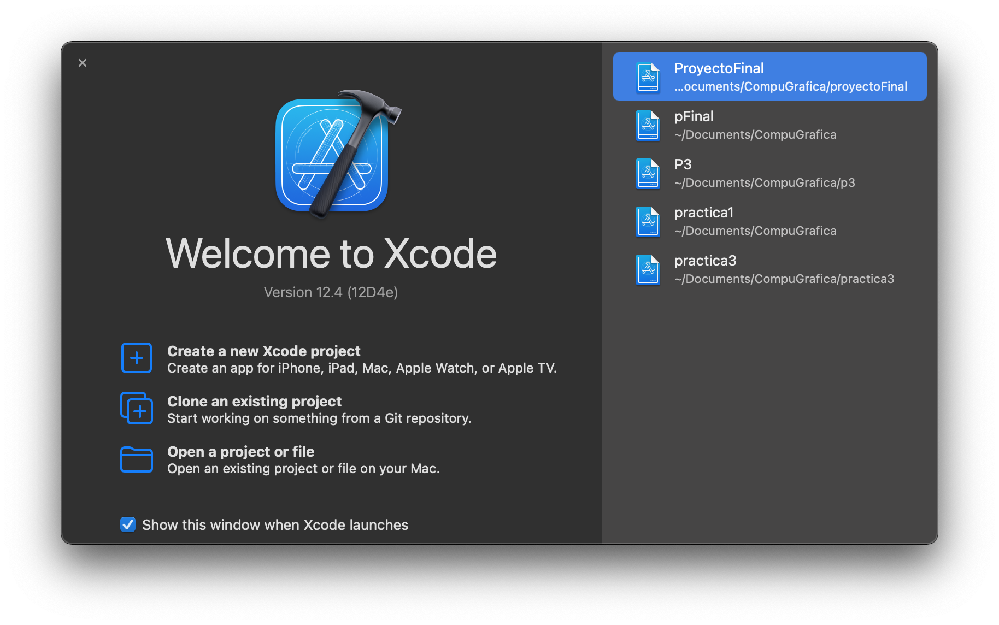 Welcome to Xcode
Version 12.4 (12D4e)
Create a new Xcode project
Create an app for iPhone, iPad, Mac, Apple Watch, or Apple TV.
Clone an existing project
Start working on something from a Git repository.
Open a project or file
Open an existing project or file on your Mac.
Show this window when Xcode launches
ProyectoFinal
...ocuments/CompuGrafica/proyectoFinal
pFinal
~/Documents/CompuGrafica
P3
~/Documents/CompuGrafica/p3
practica1
~/Documents/CompuGrafica
practica3
~/Documents/CompuGrafica/practica3